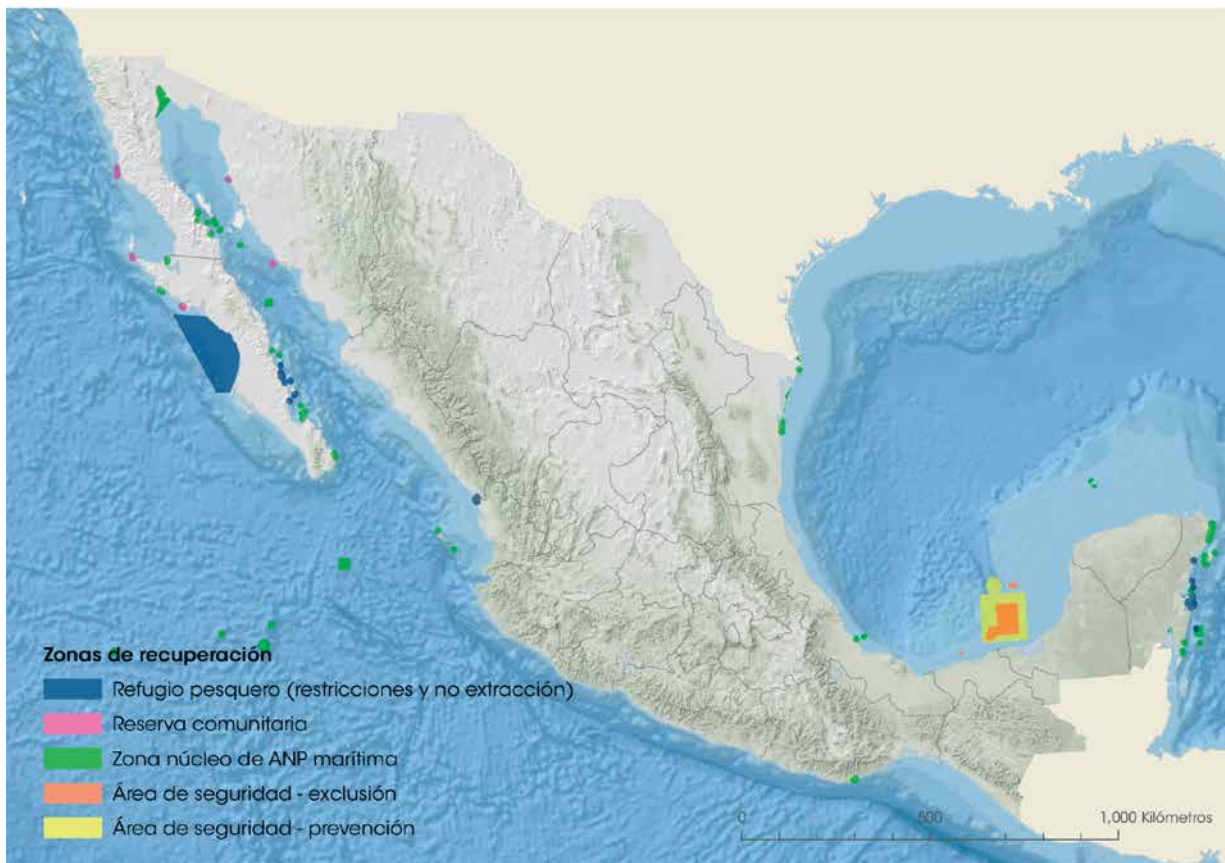 Zonas de recuperación
Refugio pesquero (restricciones y no extracción)
Reserva comunitaria
Zona núcleo de ANP marítima
Área de seguridad - exclusión
Área de seguridad - prevención
0 500 1,000 Kilómetros